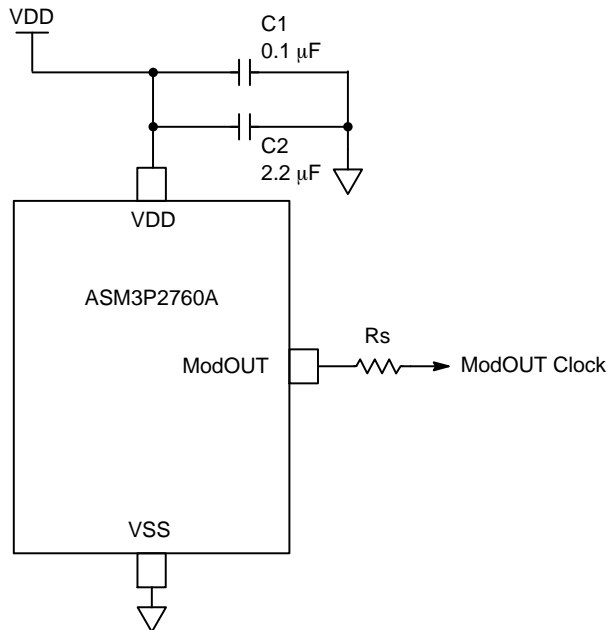 VDD
C1
0.1 μF
C2
2.2 μF
VDD
ASM3P2760A
Rs
ModOUT
ModOUT Clock
VSS